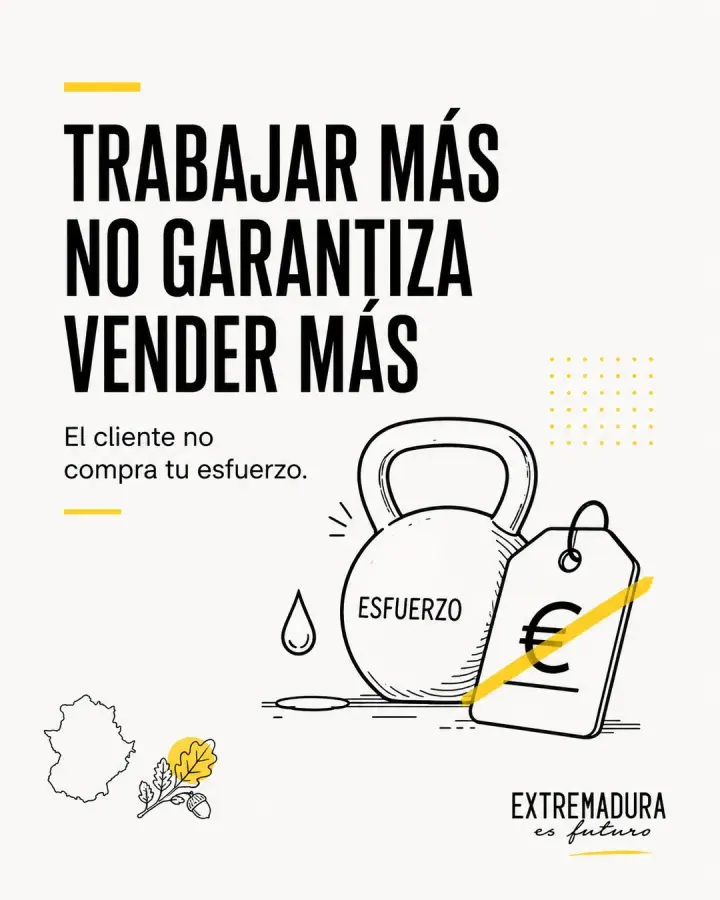 TRABAJAR MÁS
NO GARANTIZA
VENDER MÁS
El cliente no
compra tu esfuerzo.
ESFUERZO
€
EXTREMADURA
es futuro